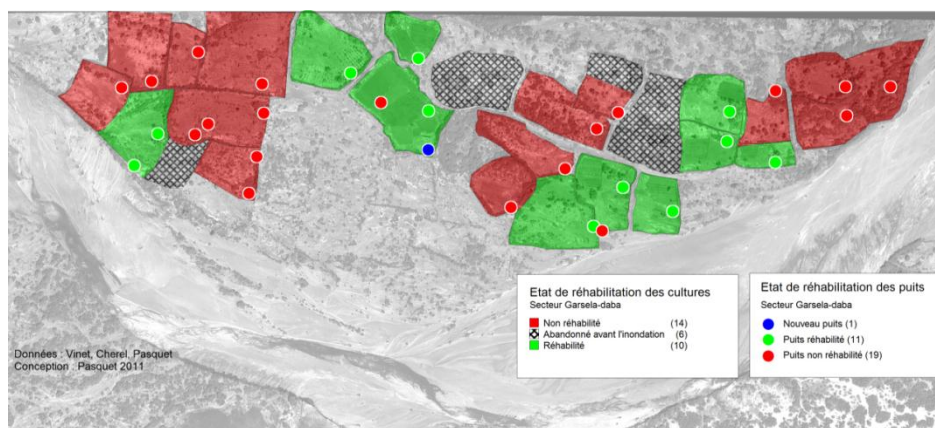 Etat de réhabilitation des cultures
Secteur Garsela-daba
Non réhabilité (14)
Abandonné avant l'inondation (6)
Réhabilité (10)
Etat de réhabilitation des puits
Secteur Garsela-daba
Nouveau puits (1)
Puits réhabilité (11)
Puits non réhabilité (19)
Données : Vinet, Cherel, Pasquet
Conception : Pasquet 2011